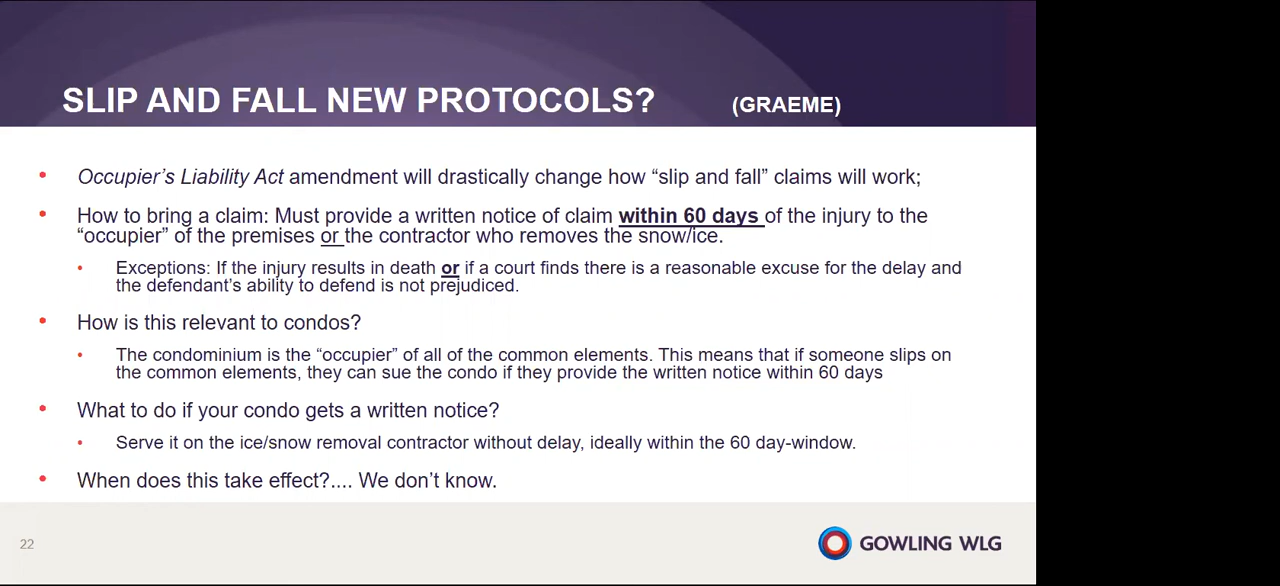 SLIP AND FALL NEW PROTOCOLS? (GRAEME)
• Occupier's Liability Act amendment will drastically change how “slip and fall” claims will work;
• How to bring a claim: Must provide a written notice of claim within 60 days of the injury to the
“occupier” of the premises or the contractor who removes the snow/ice.
• Exceptions: If the injury results in death or if a court finds there is a reasonable excuse for the delay and
the defendant's ability to defend is not prejudiced.
• How is this relevant to condos?
• The condominium is the “occupier” of all of the common elements. This means that if someone slips on
the common elements, they can sue the condo if they provide the written notice within 60 days
• What to do if your condo gets a written notice?
• Serve it on the ice/snow removal contractor without delay, ideally within the 60 day-window.
• When does this take effect?.... We don't know.
22
GOWLING WLG